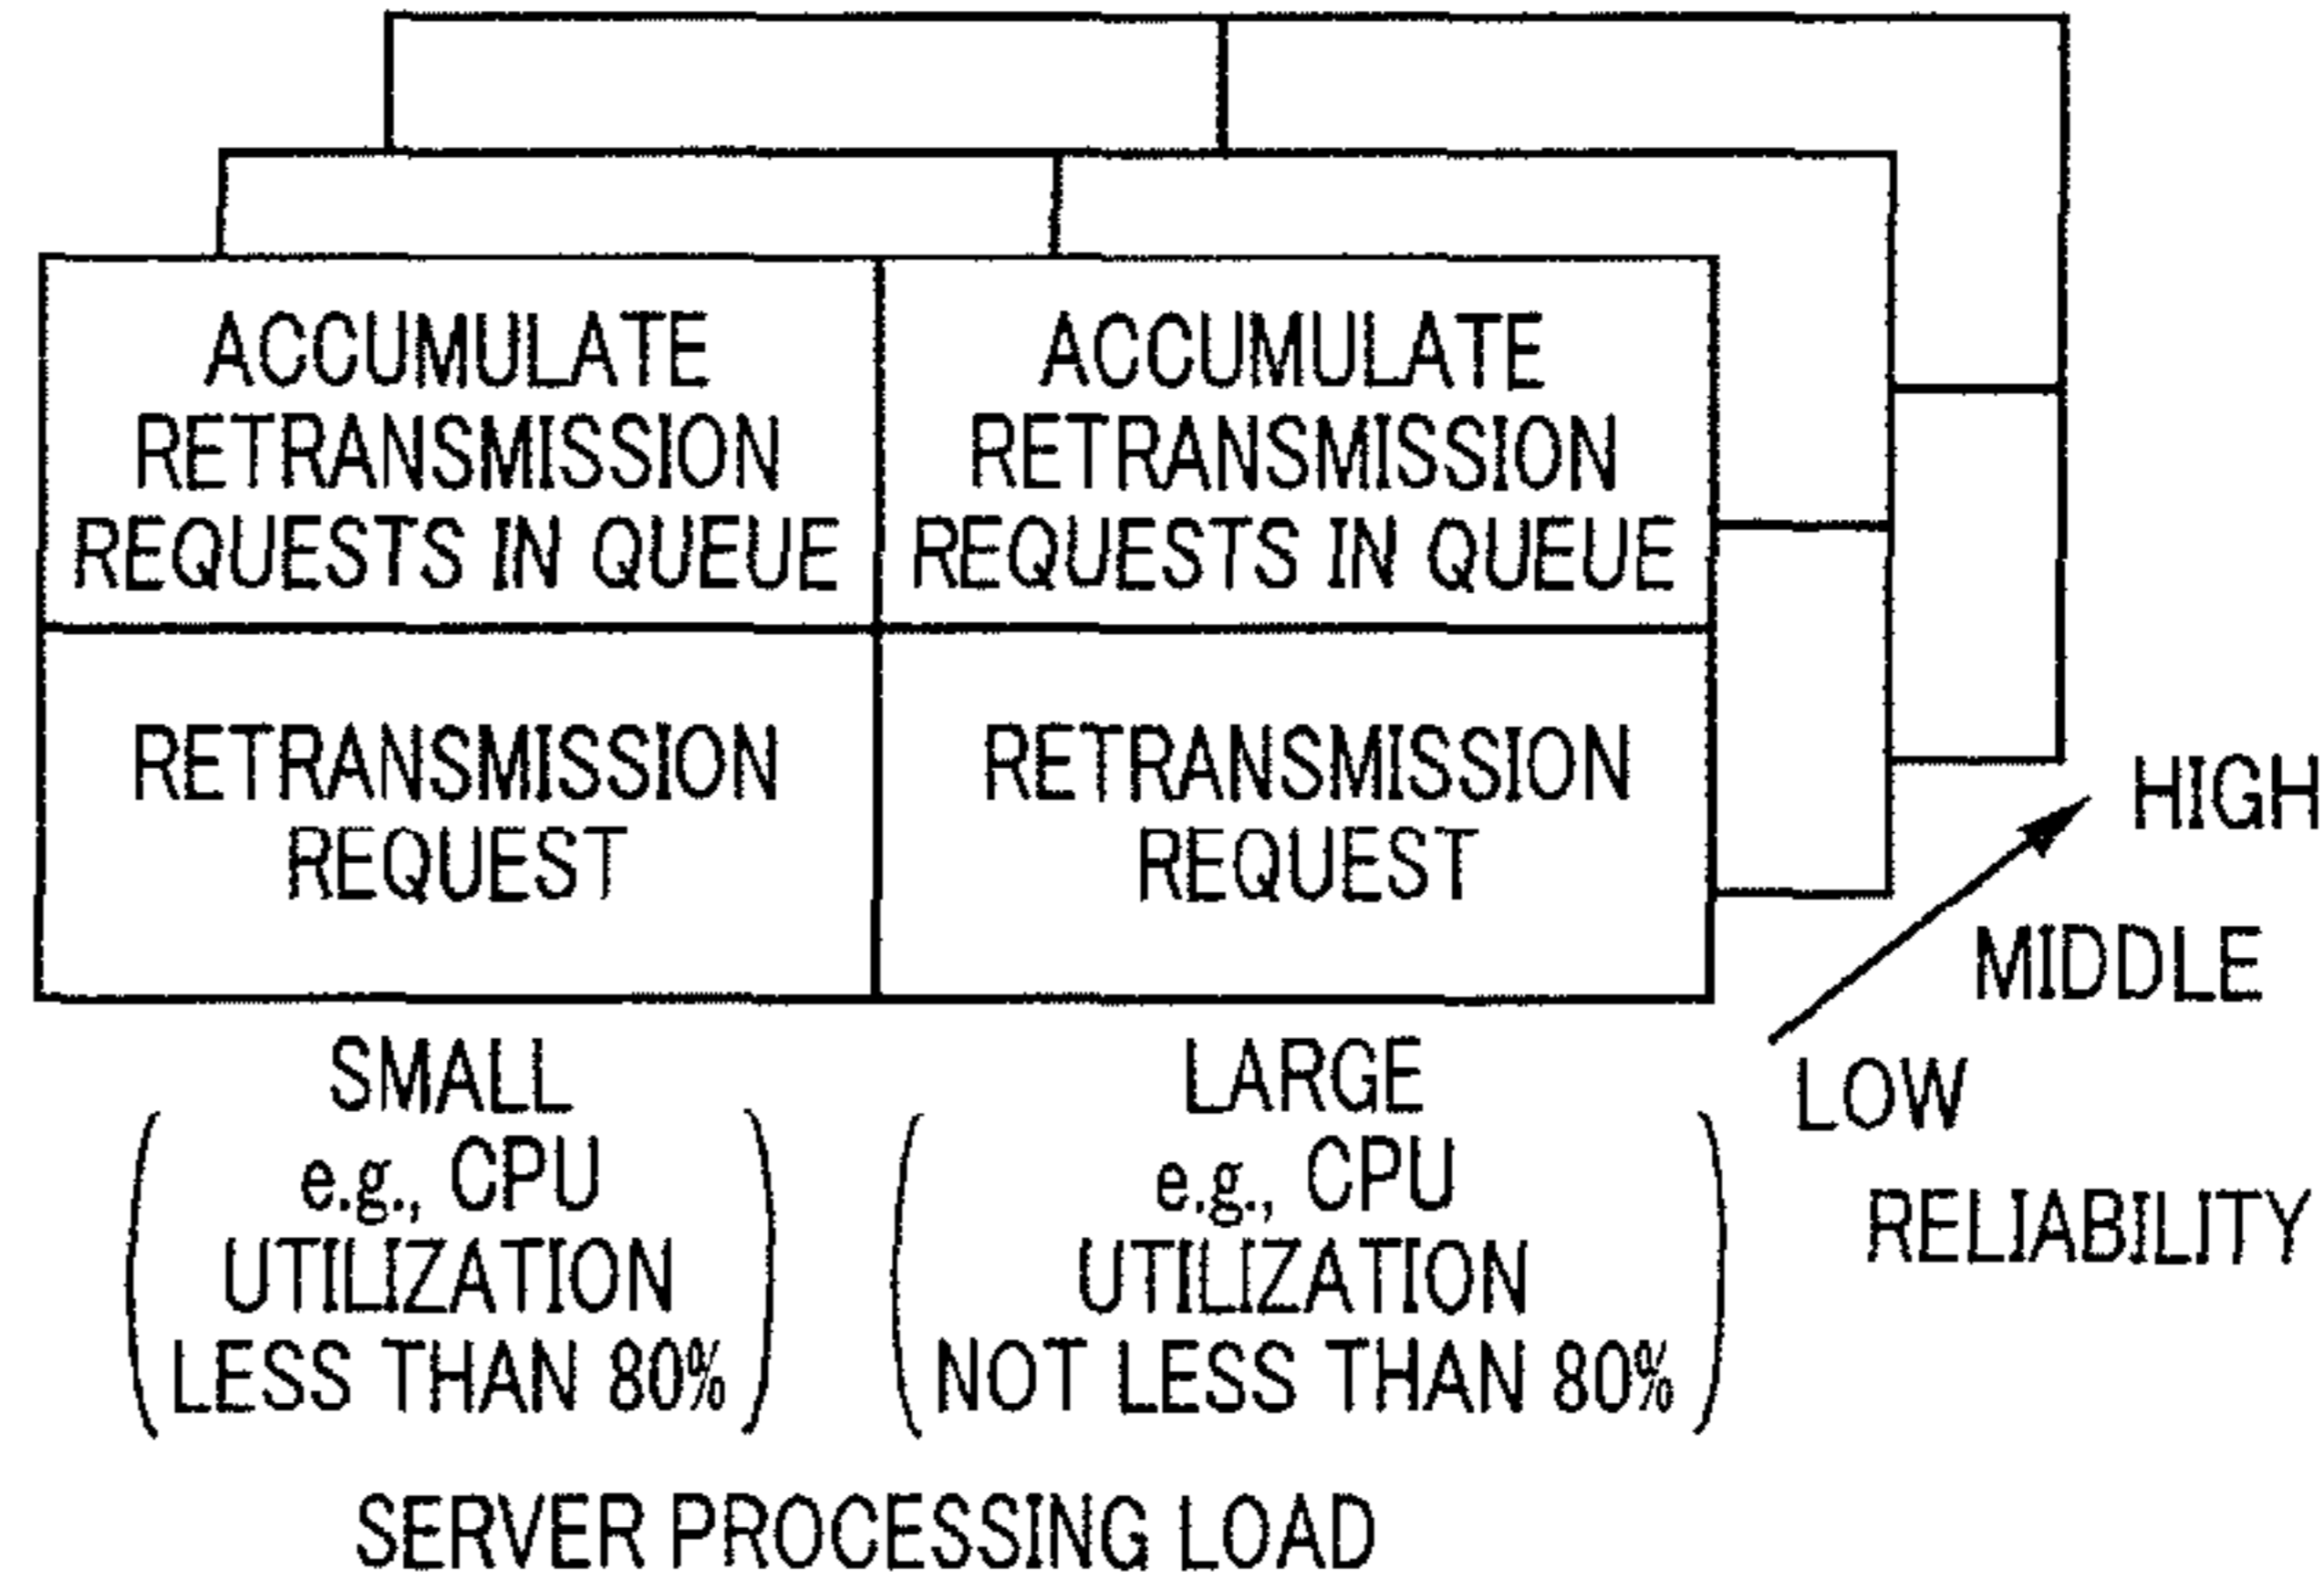 ACCUMULATE
RETRANSMISSION
REQUESTS IN QUEUE
ACCUMULATE
RETRANSMISSION
REQUESTS IN QUEUE
RETRANSMISSION
REQUEST
RETRANSMISSION
REQUEST
SMALL
e.g., CPU
UTILIZATION
LESS THAN 80%
LARGE
e.g., CPU
UTILIZATION
NOT LESS THAN 80%
HIGH
MIDDLE
LOW
RELIABILITY
SERVER PROCESSING LOAD